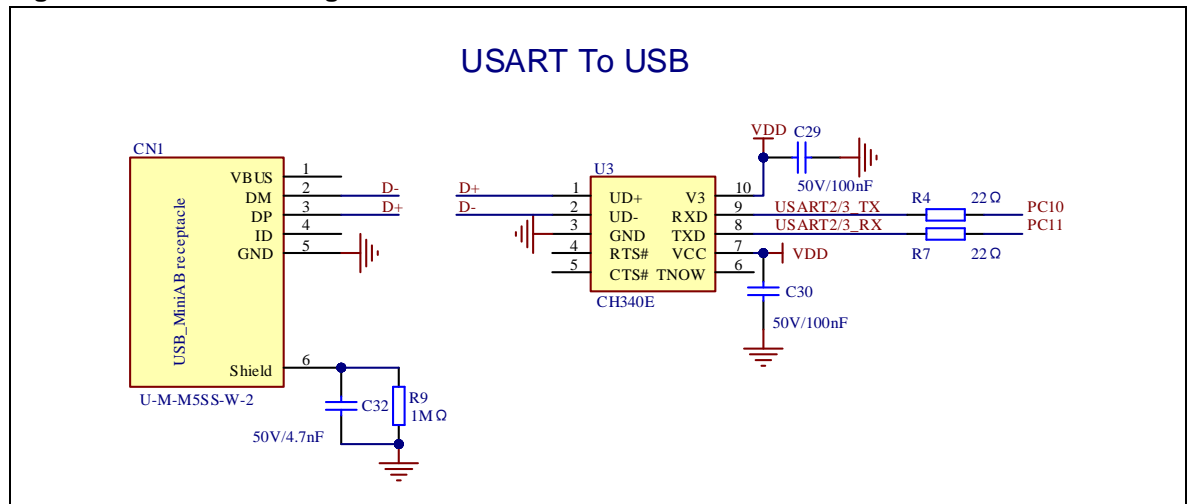 USART To USB
CN1
USB_MiniAB receptacle
VBUS 1
DM 2 D-
DP 3 D+
ID 4
GND 5
Shield 6
U-M-M5SS-W-2
C32
50V/4.7nF
R9
1MΩ
U3
D+ 1 UD+ V3 10
D- 2 UD- RXD 9 USART2/3_TX
3 GND TXD 8 USART2/3_RX
4 RTS# VCC 7 VDD
5 CTS# TNOW 6
CH340E
VDD C29
50V/100nF
R4 22Ω PC10
PC11
R7 22Ω
C30
50V/100nF